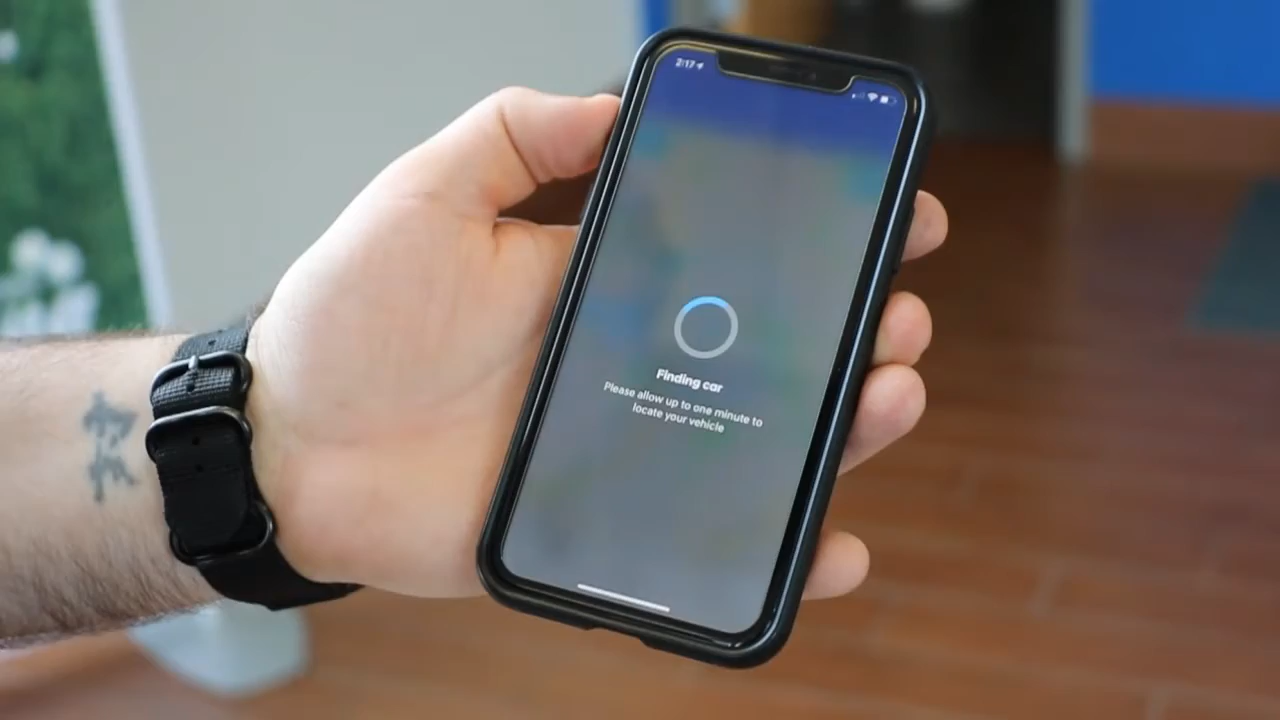 2:17
Finding car
Please allow up to one minute to
locate your vehicle